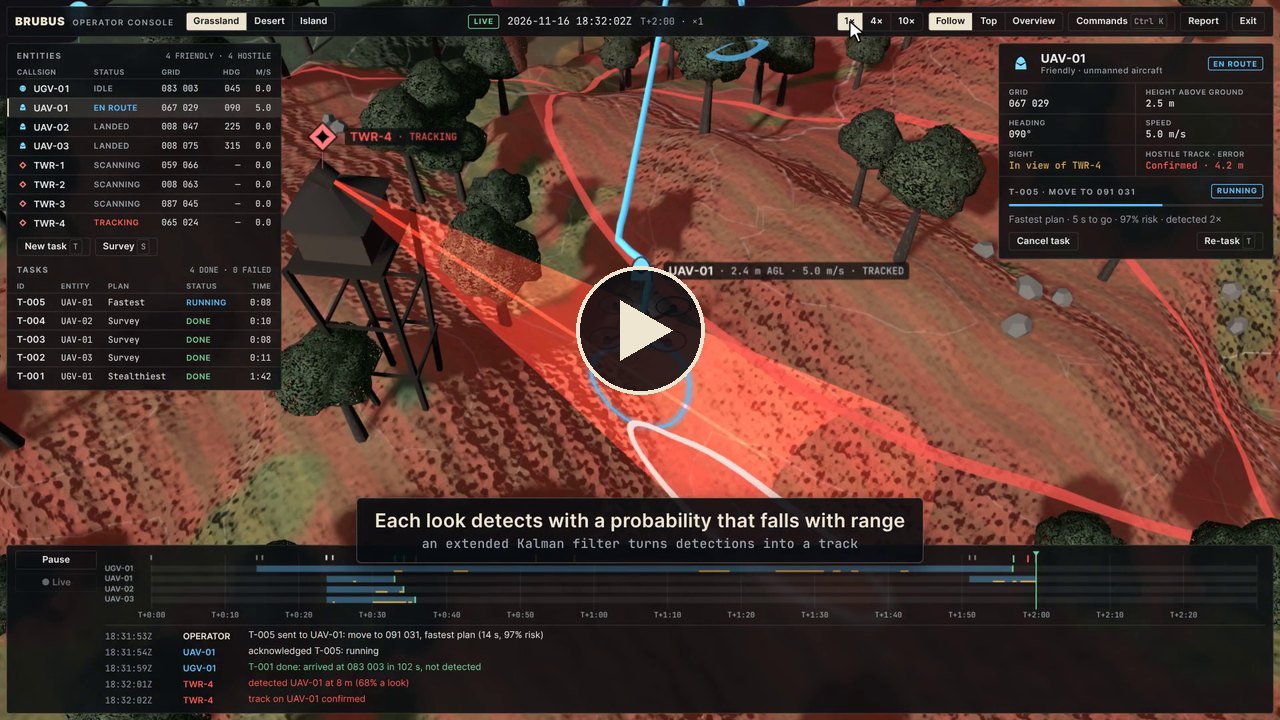 BRUBUS OPERATOR CONSOLE Grassland Desert Island LIVE 2026-11-16 18:32:02Z T+2:00 · ×1 4× 10× Follow Top Overview Commands Ctrl K Report Exit
ENTITIES 4 FRIENDLY · 4 HOSTILE
CALLSIGN STATUS GRID HDG M/S
UGV-01 IDLE 083 003 045 0.0
UAV-01 EN ROUTE 067 029 090 5.0
UAV-02 LANDED 008 047 225 0.0
UAV-03 LANDED 008 075 315 0.0
TWR-1 SCANNING 059 066 — 0.0
TWR-2 SCANNING 008 063 — 0.0
TWR-3 SCANNING 087 045 — 0.0
TWR-4 TRACKING 065 024 — 0.0
New task T Survey S
TASKS 4 DONE · 0 FAILED
ID ENTITY PLAN STATUS TIME
T-005 UAV-01 Fastest RUNNING 0:08
T-004 UAV-02 Survey DONE 0:10
T-003 UAV-01 Survey DONE 0:08
T-002 UAV-03 Survey DONE 0:11
T-001 UGV-01 Stealthiest DONE 1:42
TWR-4 · TRACKING
UAV-01 · 2.4 m AGL · 5.0 m/s · TRACKED
UAV-01 EN ROUTE
Friendly · unmanned aircraft
GRID HEIGHT ABOVE GROUND
067 029 2.5 m
HEADING SPEED
090° 5.0 m/s
SIGHT HOSTILE TRACK · ERROR
In view of TWR-4 Confirmed · 4.2 m
T-005 · MOVE TO 091 031 RUNNING
Fastest plan · 5 s to go · 97% risk · detected 2×
Cancel task Re-task T
Each look detects with a probability that falls with range
an extended Kalman filter turns detections into a track
Pause
Live
UGV-01
UAV-01
UAV-02
UAV-03
T+0:00 T+0:10 T+0:20 T+0:30 T+0:40 T+0:50 T+1:00 T+1:10 T+1:20 T+1:30 T+1:40 T+1:50 T+2:00 T+2:10 T+2:20
18:31:53Z OPERATOR T-005 sent to UAV-01: move to 091 031, fastest plan (14 s, 97% risk)
18:31:54Z UAV-01 acknowledged T-005: running
18:31:59Z UGV-01 T-001 done: arrived at 083 003 in 102 s, not detected
18:32:01Z TWR-4 detected UAV-01 at 8 m (68% a look)
18:32:02Z TWR-4 track on UAV-01 confirmed